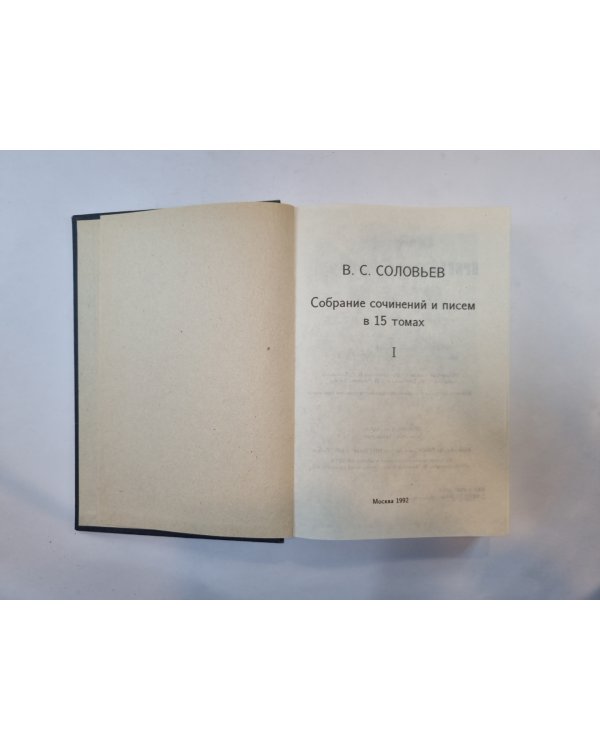 В. С. СОЛОВЬЕВ
Собрание сочинений и писем
в 15 томах
I
Москва 1992